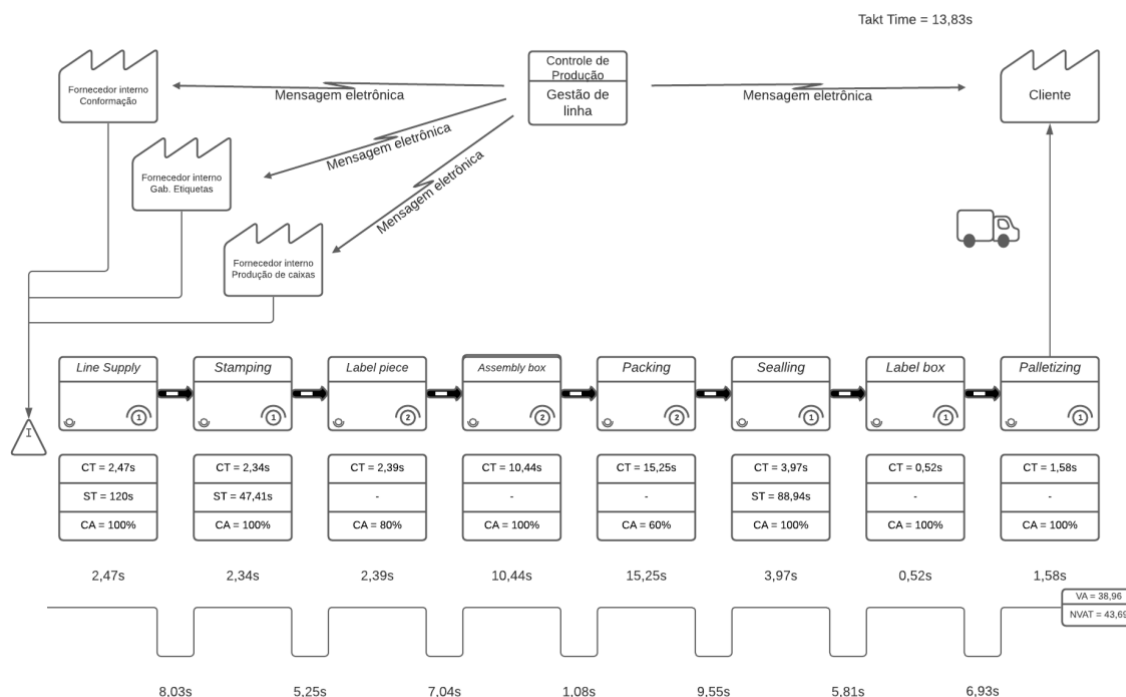 Takt Time = 13,83s
Controle de
Produção
Gestão de
linha
Fornecedor interno
Conformação
Mensagem eletrônica
Mensagem eletrônica
Cliente
Mensagem eletrônica
Fornecedor interno
Gab. Etiquetas
Mensagem eletrônica
Fornecedor interno
Produção de caixas
Line Supply
Stamping
Label piece
Assembly box
Packing
Sealling
Label box
Palletizing
1
1
2
2
2
1
1
1
I
CT = 2,47s
CT = 2,34s
CT = 2,39s
CT = 10,44s
CT = 15,25s
CT = 3,97s
CT = 0,52s
CT = 1,58s
ST = 120s
ST = 47,41s
-
-
-
ST = 88,94s
-
-
CA = 100%
CA = 100%
CA = 80%
CA = 100%
CA = 60%
CA = 100%
CA = 100%
CA = 100%
2,47s
2,34s
2,39s
10,44s
15,25s
3,97s
0,52s
1,58s
VA = 38,96
NVAT = 43,69
8,03s
5,25s
7,04s
1,08s
9,55s
5,81s
6,93s